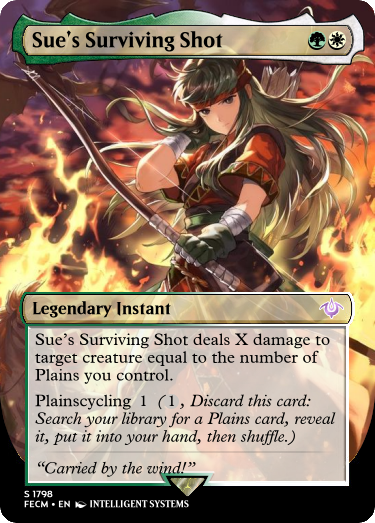 Sue's Surviving Shot
Legendary Instant
Sue's Surviving Shot deals X damage to
target creature equal to the number of
Plains you control.
Plainscycling 1 (1, Discard this card:
Search your library for a Plains card, reveal
it, put it into your hand, then shuffle.)
"Carried by the wind!"
S 1798
FECM • EN INTELLIGENT SYSTEMS